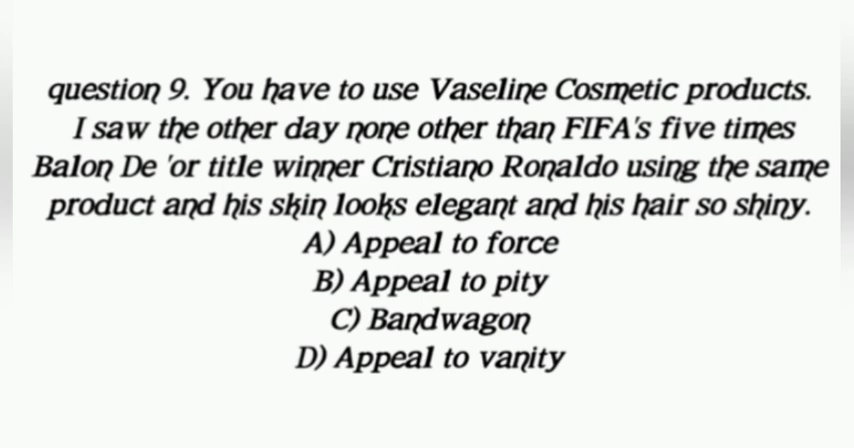 question 9. You have to use Vaseline Cosmetic products.
I saw the other day none other than FIFA's five times
Balon De 'or title winner Cristiano Ronaldo using the same
product and his skin looks elegant and his hair so shiny.
A) Appeal to force
B) Appeal to pity
C) Bandwagon
D) Appeal to vanity